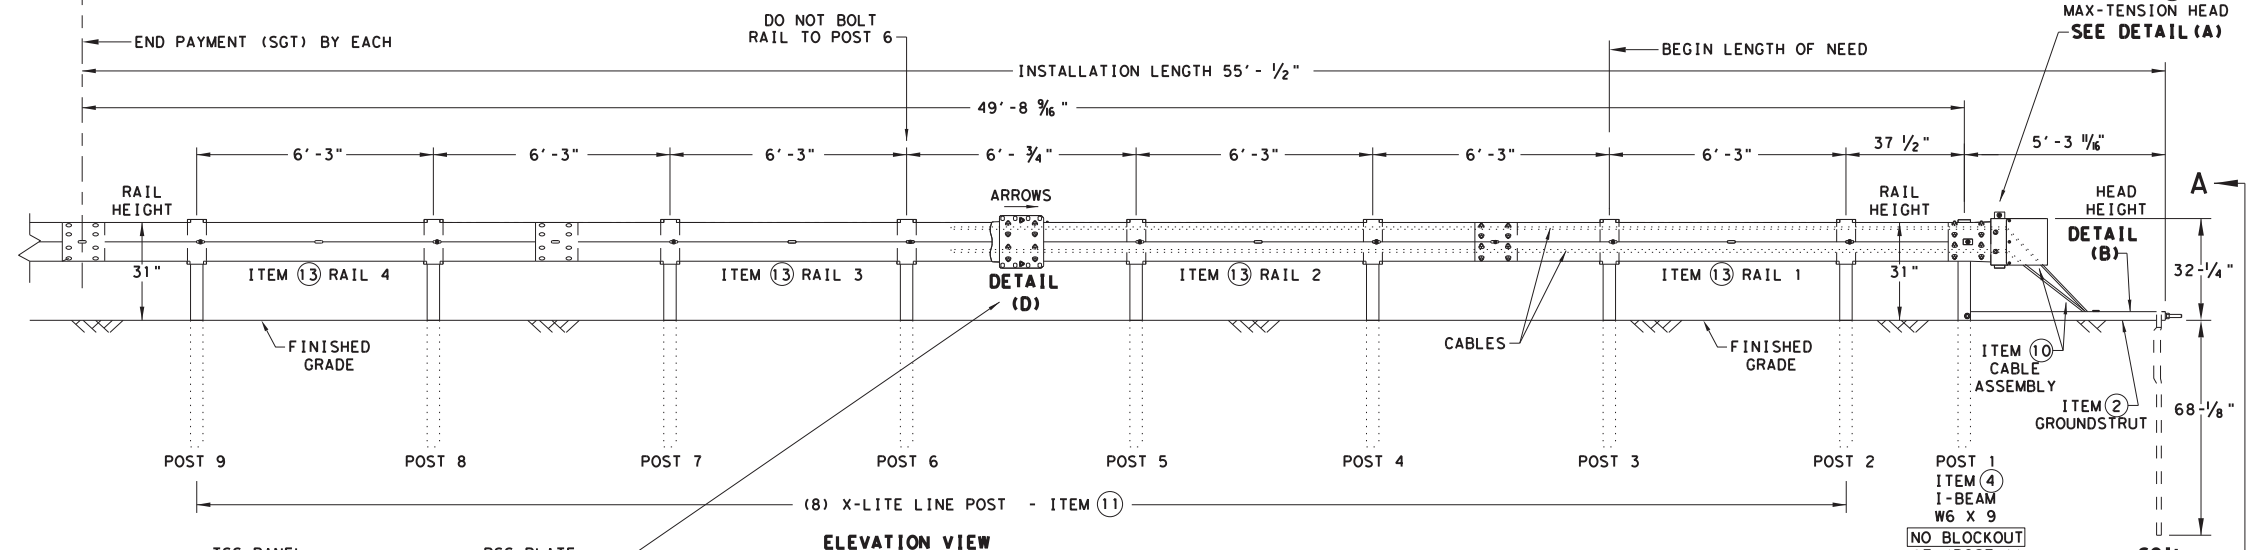 MAX-TENSION HEAD
SEE DETAIL (A)
DO NOT BOLT
RAIL TO POST 6
END PAYMENT (SGT) BY EACH
BEGIN LENGTH OF NEED
INSTALLATION LENGTH 55'- 1/2"
49'-8 9/16"
6'-3"
6'-3"
6'-3"
6'- 3/4"
6'-3"
6'-3"
6'-3"
37 1/2"
5'-3 11/16"
A
RAIL
HEIGHT
31"
ARROWS
RAIL
HEIGHT
31"
HEAD
HEIGHT
DETAIL
(B)
32-1/4"
ITEM 13 RAIL 4
ITEM 13 RAIL 3
DETAIL
(D)
ITEM 13 RAIL 2
ITEM 13 RAIL 1
FINISHED
GRADE
CABLES
FINISHED
GRADE
ITEM 10
CABLE
ASSEMBLY
ITEM 2
GROUNDSTRUT
68-1/8"
POST 9
POST 8
POST 7
POST 6
POST 5
POST 4
POST 3
POST 2
POST 1
ITEM 4
I-BEAM
W6 X 9
NO BLOCKOUT
(8) X-LITE LINE POST - ITEM 11
ELEVATION VIEW